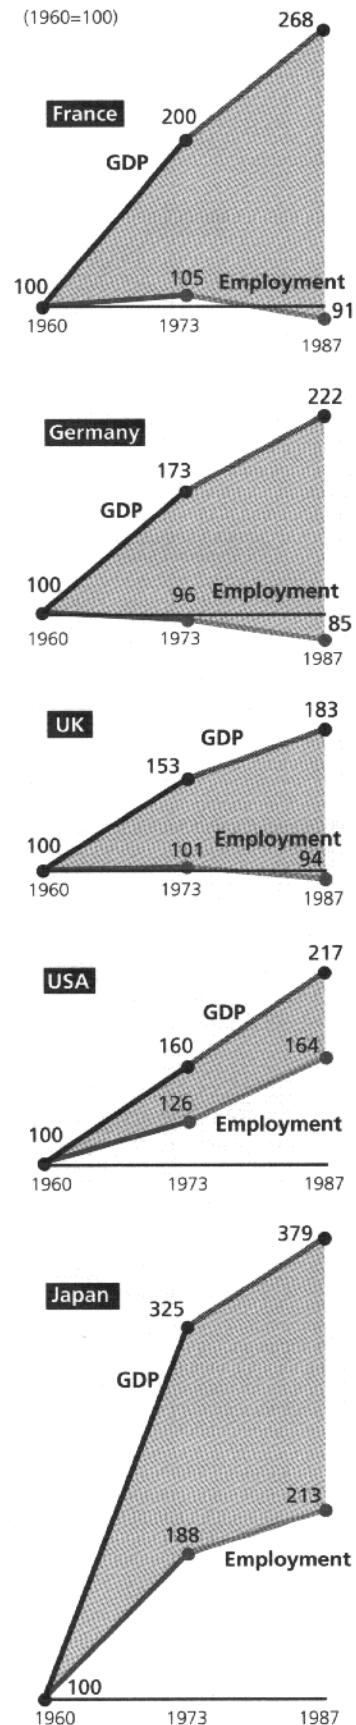 (1960=100)
268
France
200
GDP
100
105
Employment
91
1960
1973
1987
222
Germany
173
GDP
100
96
Employment
85
1960
1973
1987
UK
183
GDP
153
Employment
100
101
94
1960
1973
1987
217
USA
GDP
160
164
126
Employment
100
1960
1973
1987
379
Japan
325
GDP
213
188
Employment
100
1960
1973
1987